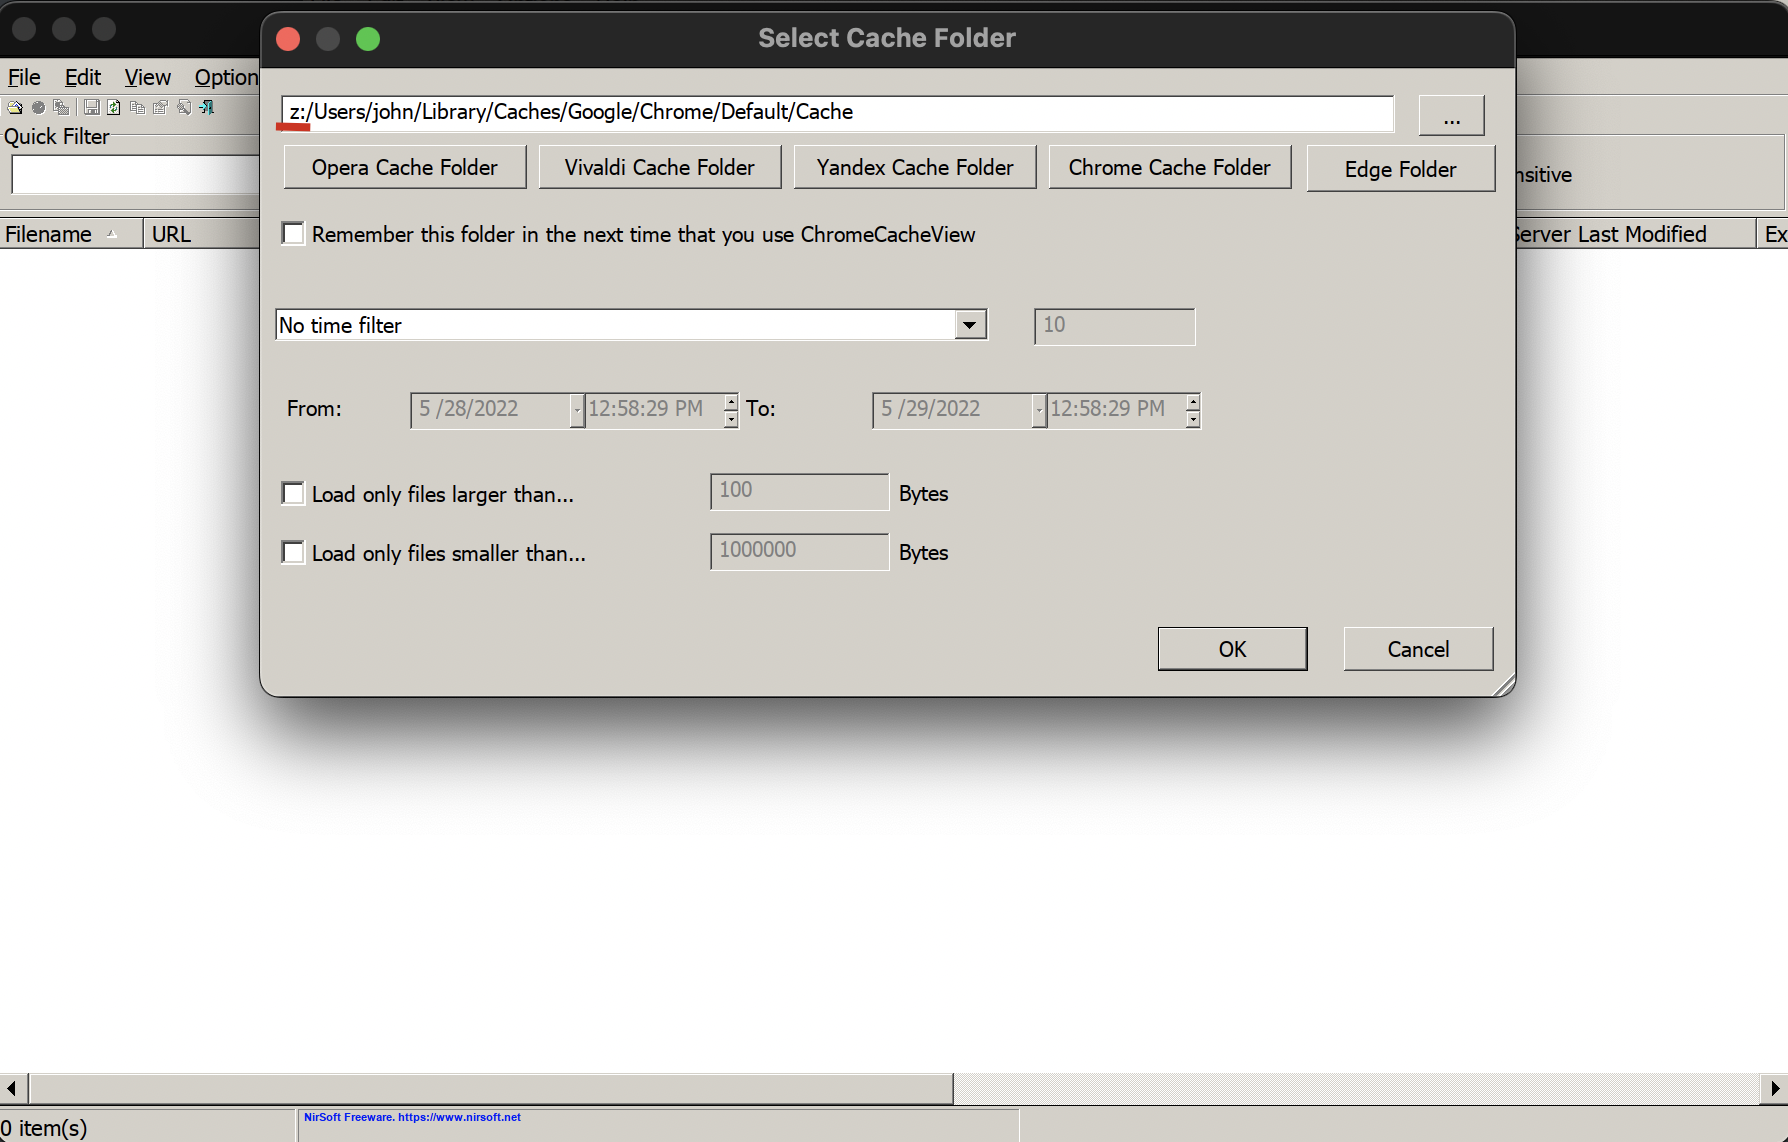 Select Cache Folder
File Edit View Option
z:/Users/john/Library/Caches/Google/Chrome/Default/Cache
...
Quick Filter
Opera Cache Folder
Vivaldi Cache Folder
Yandex Cache Folder
Chrome Cache Folder
Edge Folder
nsitive
Filename
URL
Remember this folder in the next time that you use ChromeCacheView
Server Last Modified
Ex
No time filter
10
From:
5 /28/2022
12:58:29 PM
To:
5 /29/2022
12:58:29 PM
Load only files larger than...
100
Bytes
Load only files smaller than...
1000000
Bytes
OK
Cancel
0 item(s)
NirSoft Freeware. https://www.nirsoft.net